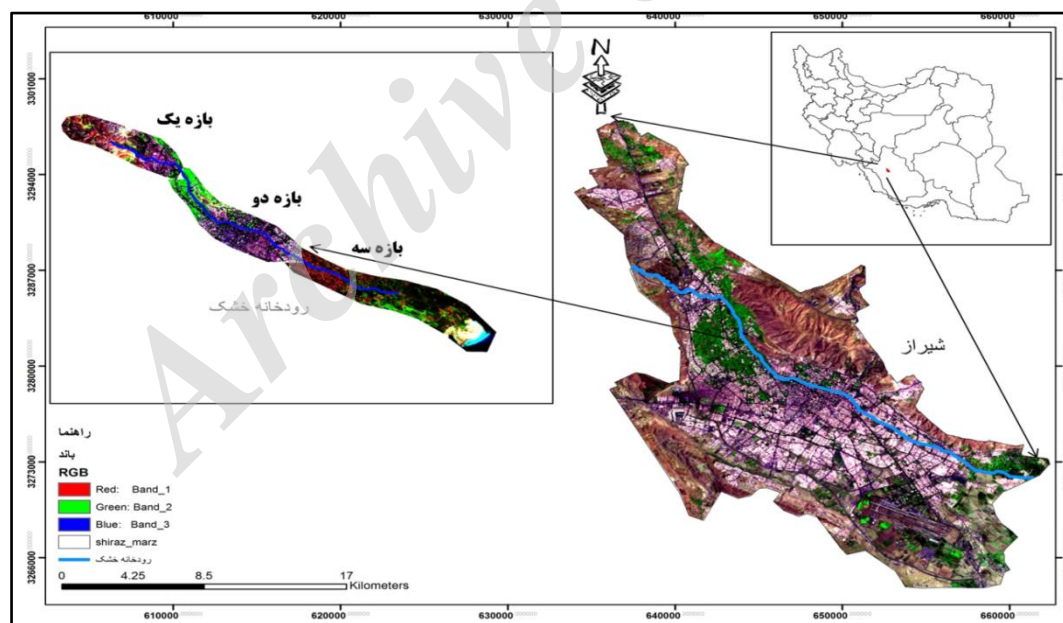 610000 620000 630000 640000 650000 660000
3301000
3294000
3287000
3280000
3273000
3266000
N
بازه یک
بازه دو
بازه سه
رودخانه خشک
شیراز
Archive
راهنما
باند
RGB
Red: Band_1
Green: Band_2
Blue: Band_3
shiraz_marz
رودخانه خشک
0 4.25 8.5 17
Kilometers
610000 620000 630000 640000 650000 660000